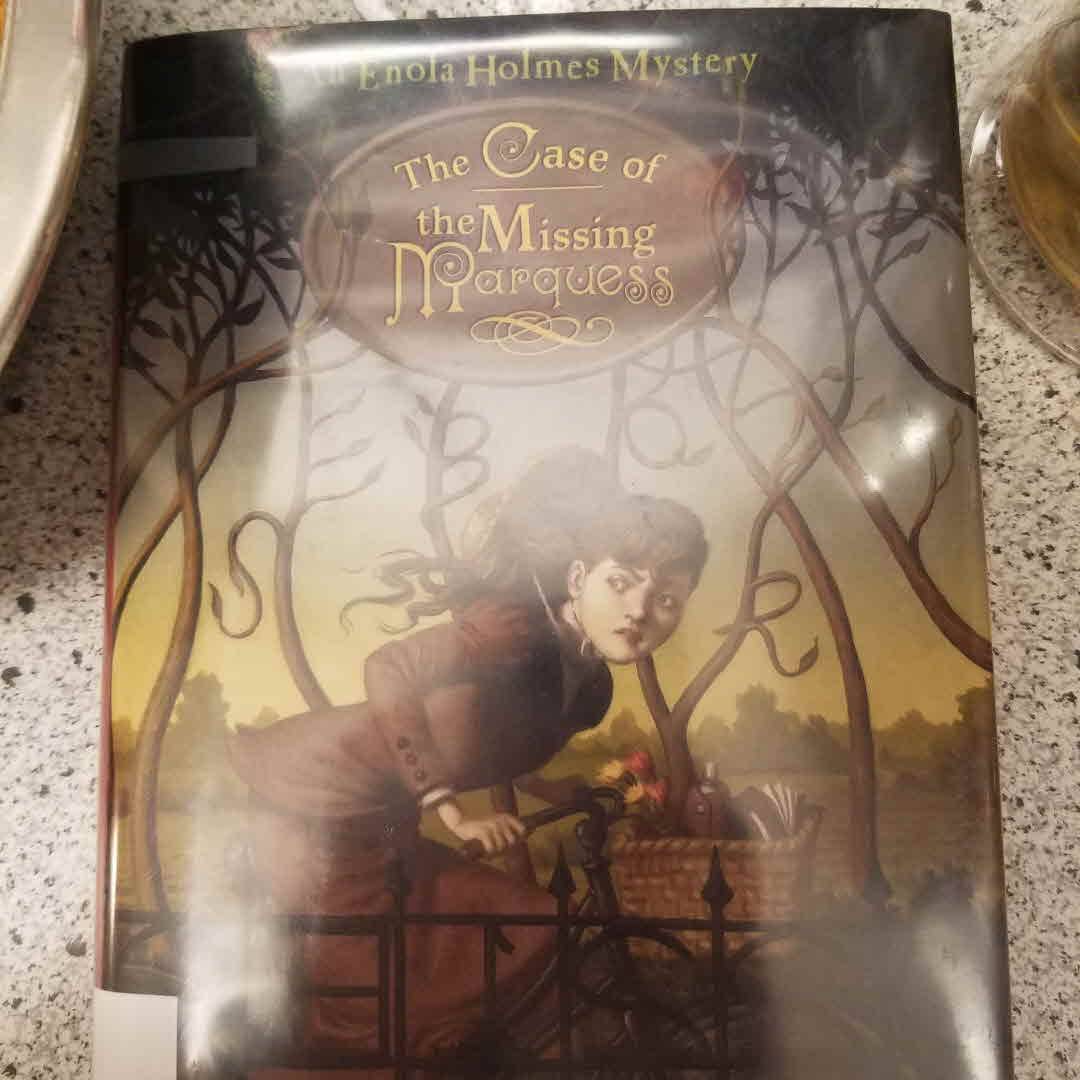 An Enola Holmes Mystery
The Case of
the Missing
Marquess